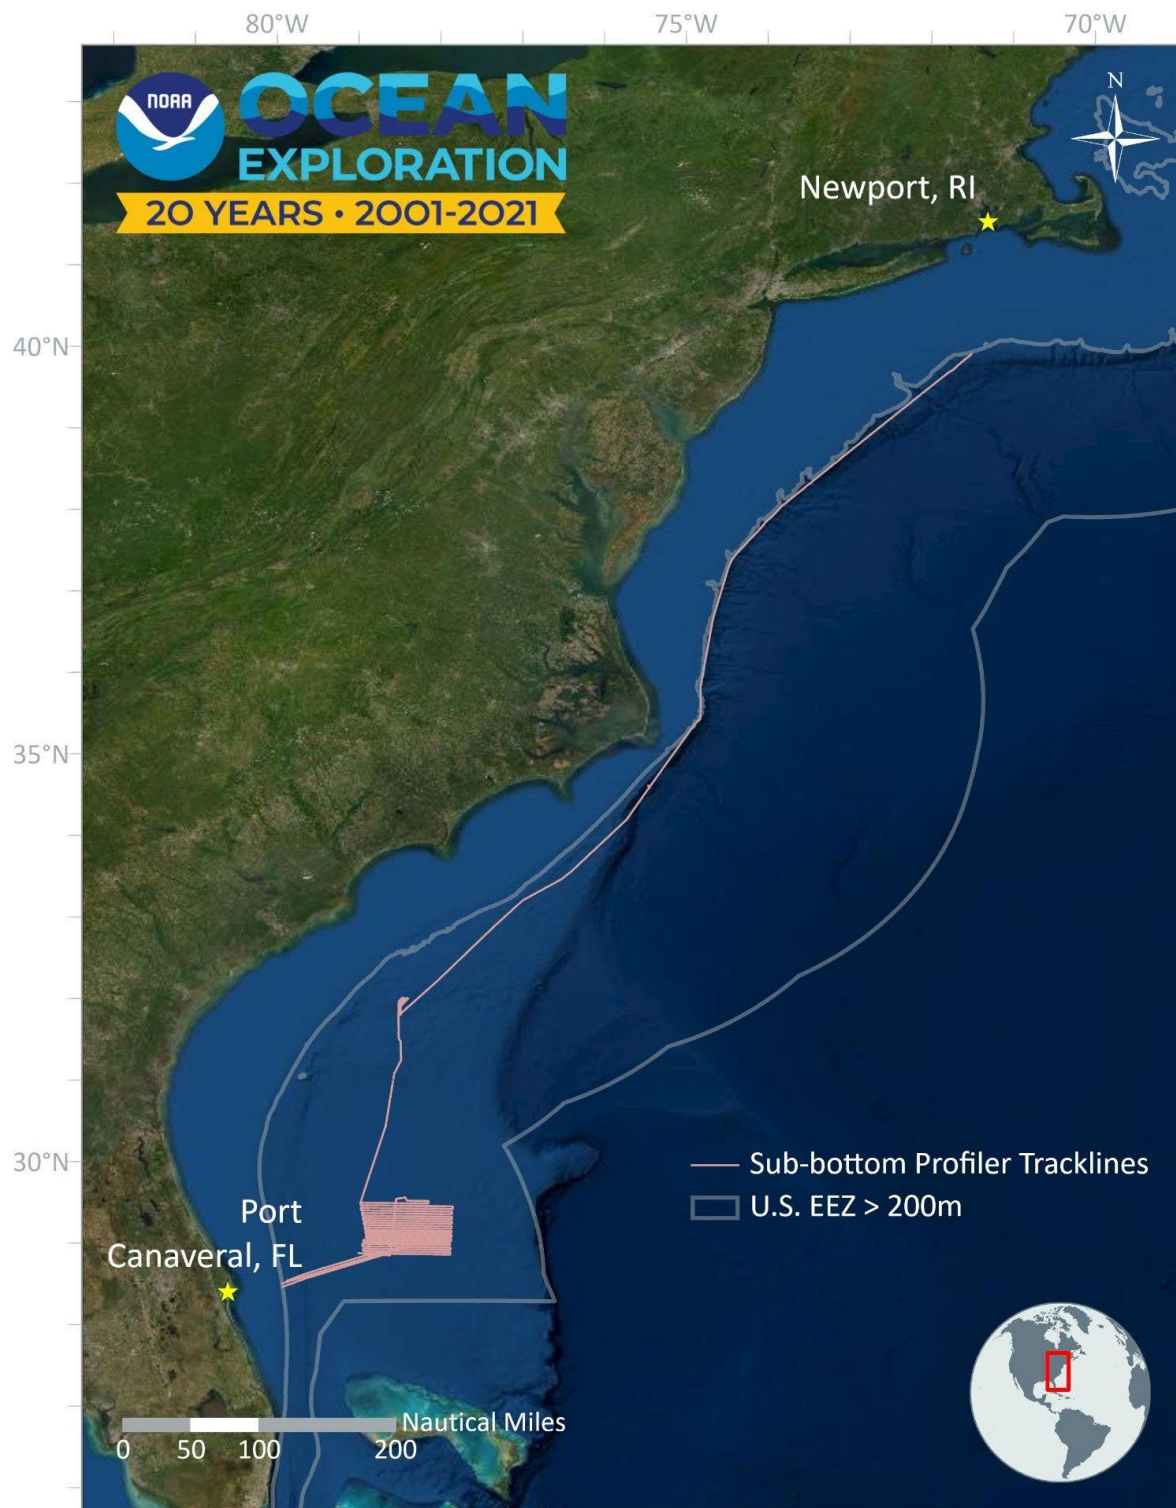 80°W 75°W 70°W
NOAA
OCEAN
EXPLORATION
20 YEARS • 2001-2021
N
Newport, RI
40°N
35°N
30°N
Sub-bottom Profiler Tracklines
U.S. EEZ > 200m
Port
Canaveral, FL
Nautical Miles
0 50 100 200